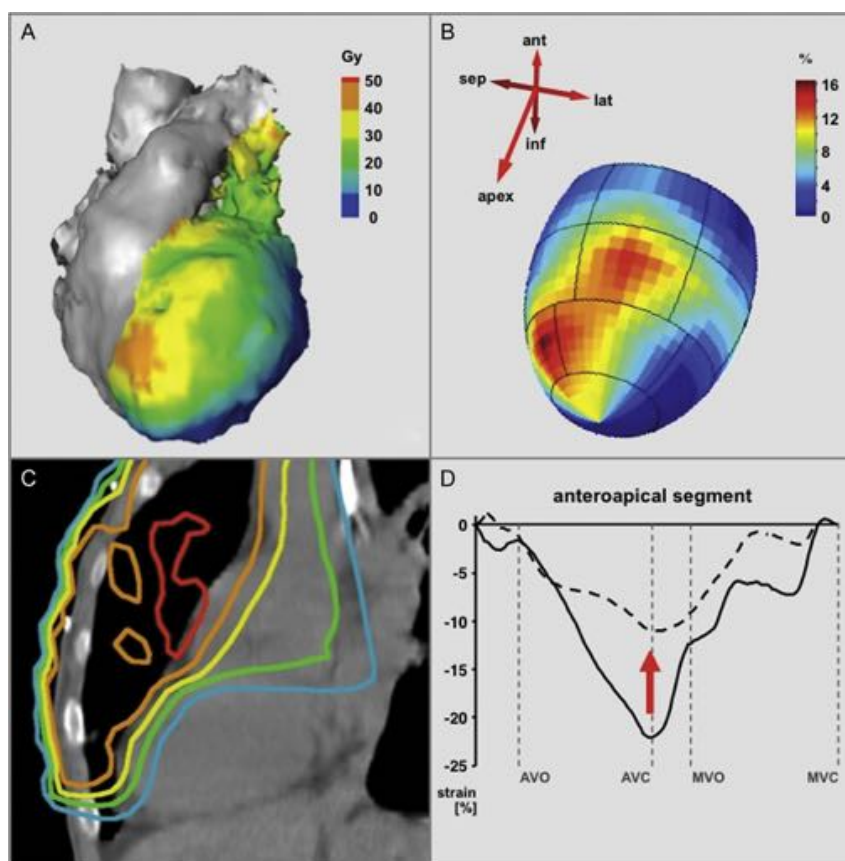 A
Gy
50
40
30
20
10
0
B
ant
sep
lat
inf
apex
%
16
12
8
4
0
C
D
anteroapical segment
0
-5
-10
-15
-20
-25
strain
[%]
AVO
AVC
MVO
MVC